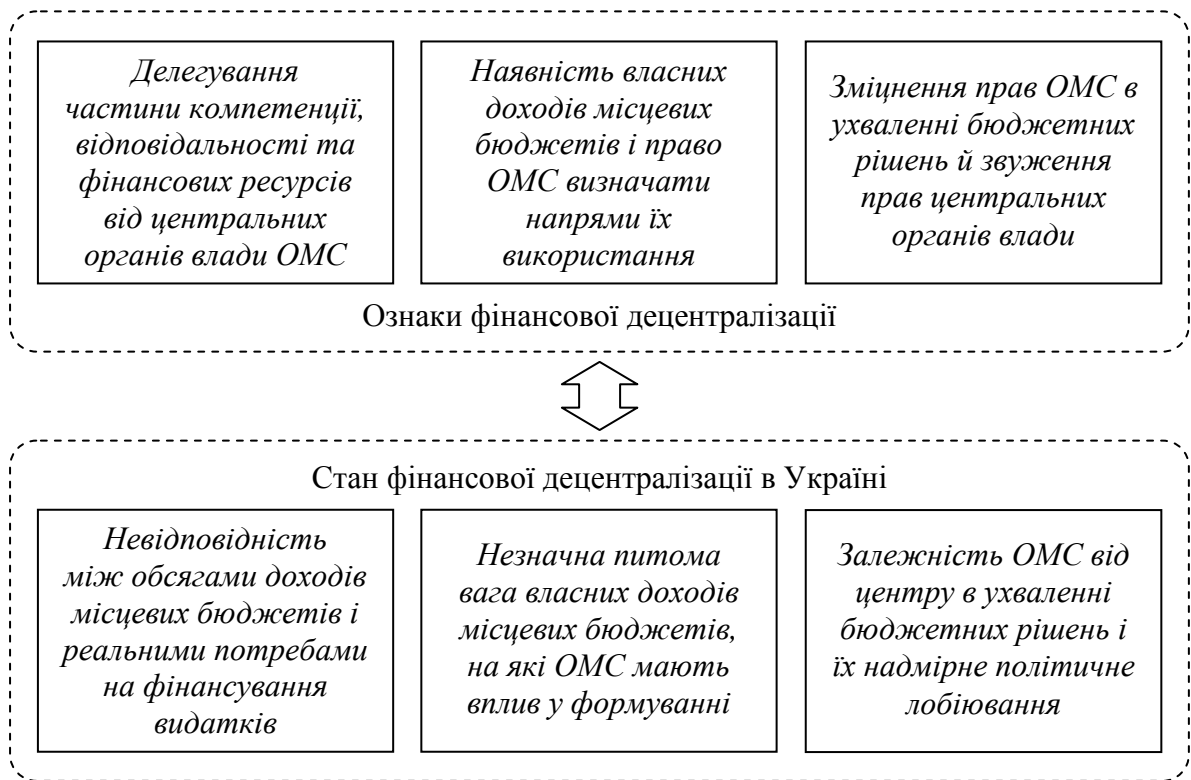 Делегування
частини компетенції,
відповідальності та
фінансових ресурсів
від центральних
органів влади ОМС
Наявність власних
доходів місцевих
бюджетів і право
ОМС визначати
напрями їх
використання
Зміцнення прав ОМС в
ухваленні бюджетних
рішень й звуження
прав центральних
органів влади
Ознаки фінансової децентралізації
Стан фінансової децентралізації в Україні
Невідповідність
між обсягами доходів
місцевих бюджетів і
реальними потребами
на фінансування
видатків
Незначна питома
вага власних доходів
місцевих бюджетів,
на які ОМС мають
вплив у формуванні
Залежність ОМС від
центру в ухваленні
бюджетних рішень і
їх надмірне політичне
лобіювання